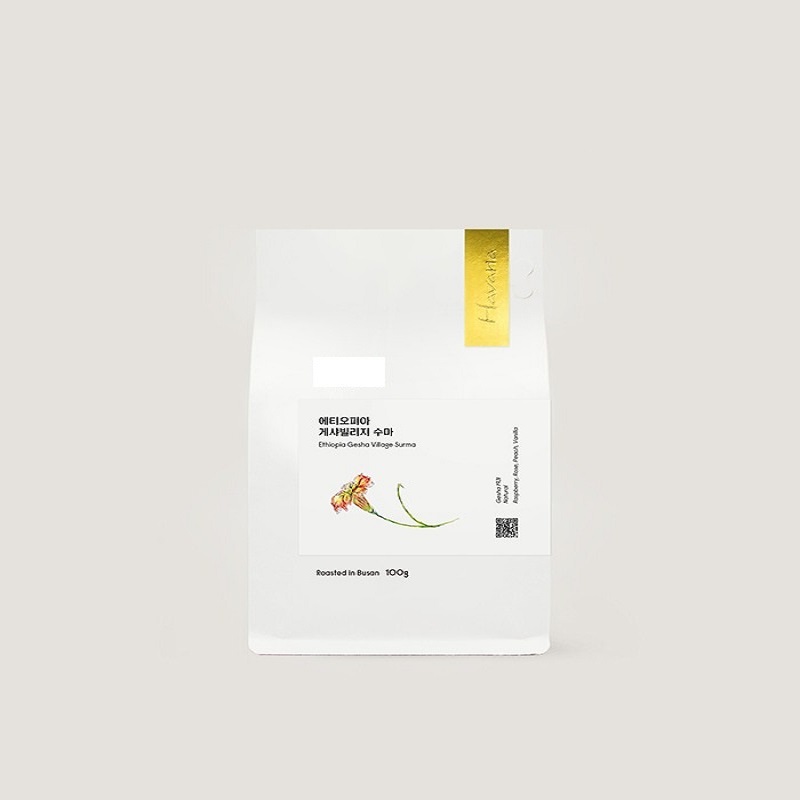 Havana
에티오피아
게샤빌리지 수마
Ethiopia Gesha Village Surma
Gesha 1931
Natural
Raspberry, Rose, Peach, Vanilla
Roasted in Busan 100g